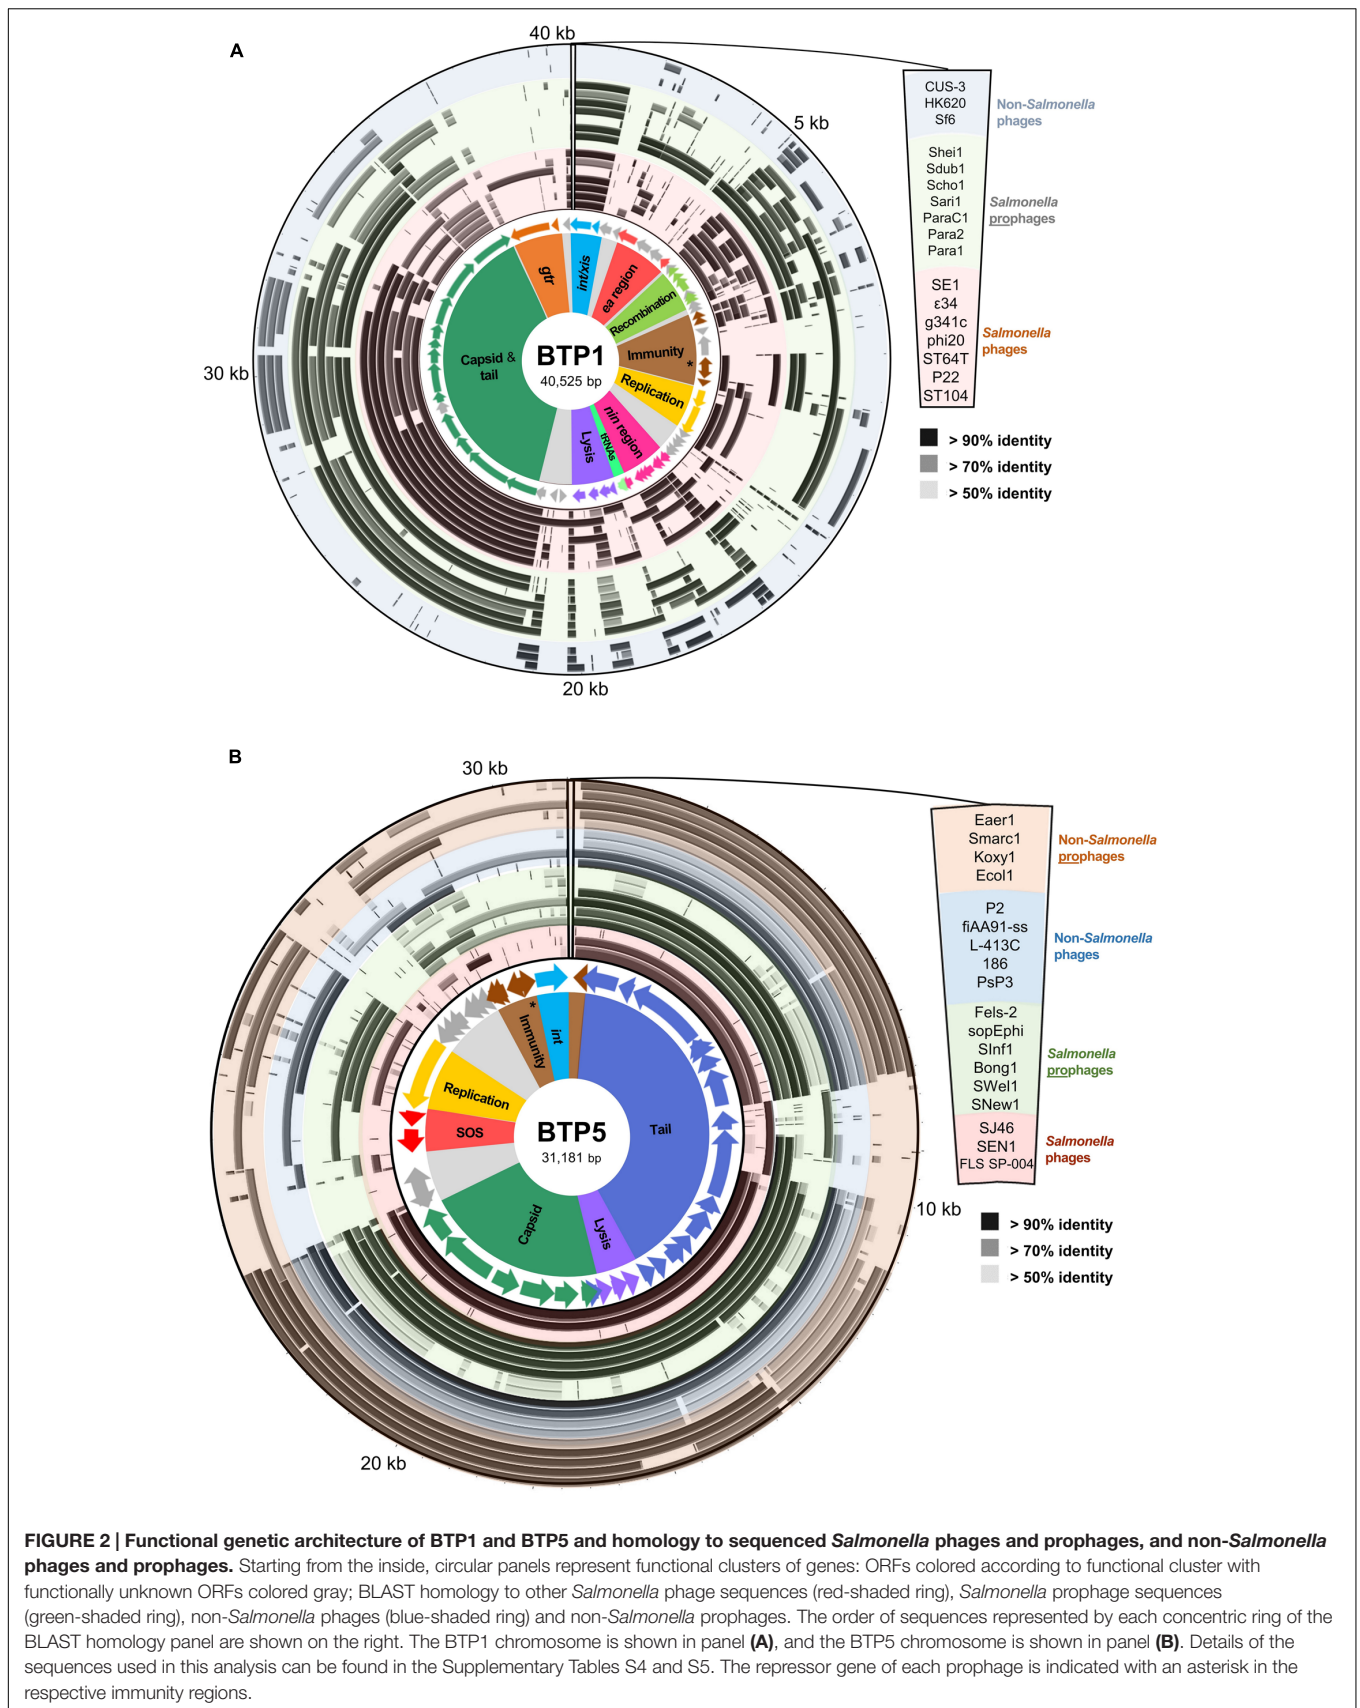 A
40 kb
5 kb
30 kb
20 kb
CUS-3
HK620
Sf6
Non-Salmonella
phages
Shei1
Sdub1
Scho1
Sari1
ParaC1
Para2
Para1
Salmonella
prophages
SE1
ε34
g341c
phi20
ST64T
P22
ST104
Salmonella
phages
> 90% identity
> 70% identity
> 50% identity
gtr
int/xis
ea region
Recombination
Immunity
*
Replication
nin region
tRNAs
Lysis
Capsid &
tail
BTP1
40,525 bp
B
30 kb
10 kb
20 kb
Eaer1
Smarc1
Koxy1
Ecol1
Non-Salmonella
prophages
P2
fiAA91-ss
L-413C
186
PsP3
Non-Salmonella
phages
Fels-2
sopEphi
SInf1
Bong1
SWel1
SNew1
Salmonella
prophages
SJ46
SEN1
FLS SP-004
Salmonella
phages
> 90% identity
> 70% identity
> 50% identity
Immunity
*
int
Tail
Lysis
Capsid
SOS
Replication
BTP5
31,181 bp
FIGURE 2 | Functional genetic architecture of BTP1 and BTP5 and homology to sequenced Salmonella phages and prophages, and non-Salmonella
phages and prophages. Starting from the inside, circular panels represent functional clusters of genes: ORFs colored according to functional cluster with
functionally unknown ORFs colored gray; BLAST homology to other Salmonella phage sequences (red-shaded ring), Salmonella prophage sequences
(green-shaded ring), non-Salmonella phages (blue-shaded ring) and non-Salmonella prophages. The order of sequences represented by each concentric ring of the
BLAST homology panel are shown on the right. The BTP1 chromosome is shown in panel (A), and the BTP5 chromosome is shown in panel (B). Details of the
sequences used in this analysis can be found in the Supplementary Tables S4 and S5. The repressor gene of each prophage is indicated with an asterisk in the
respective immunity regions.